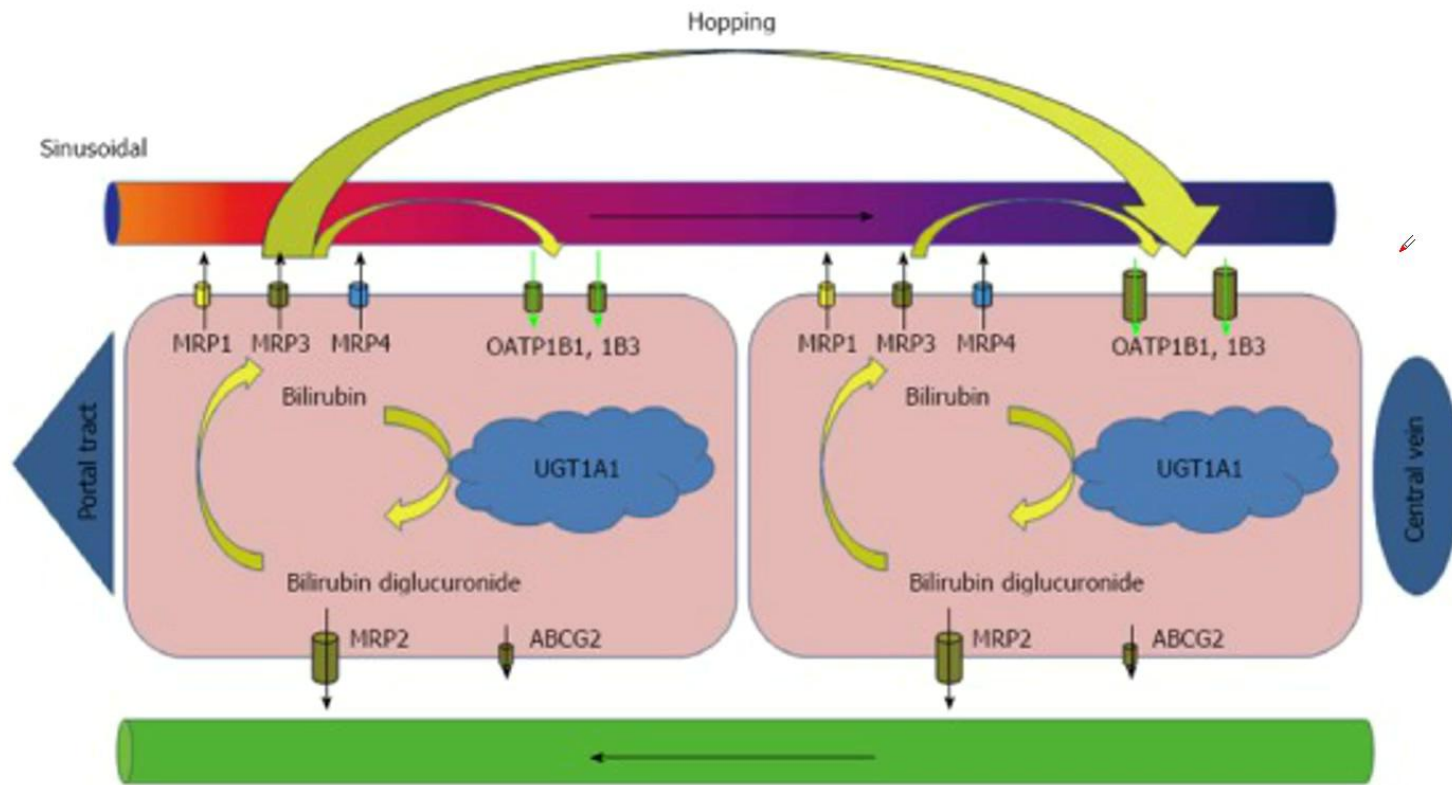 Hopping
Sinusoidal
MRP1 MRP3 MRP4 OATP1B1, 1B3
MRP1 MRP3 MRP4 OATP1B1, 1B3
Bilirubin
Bilirubin
Portal tract
UGT1A1
UGT1A1
Central vein
Bilirubin diglucuronide
Bilirubin diglucuronide
MRP2 ABCG2
MRP2 ABCG2